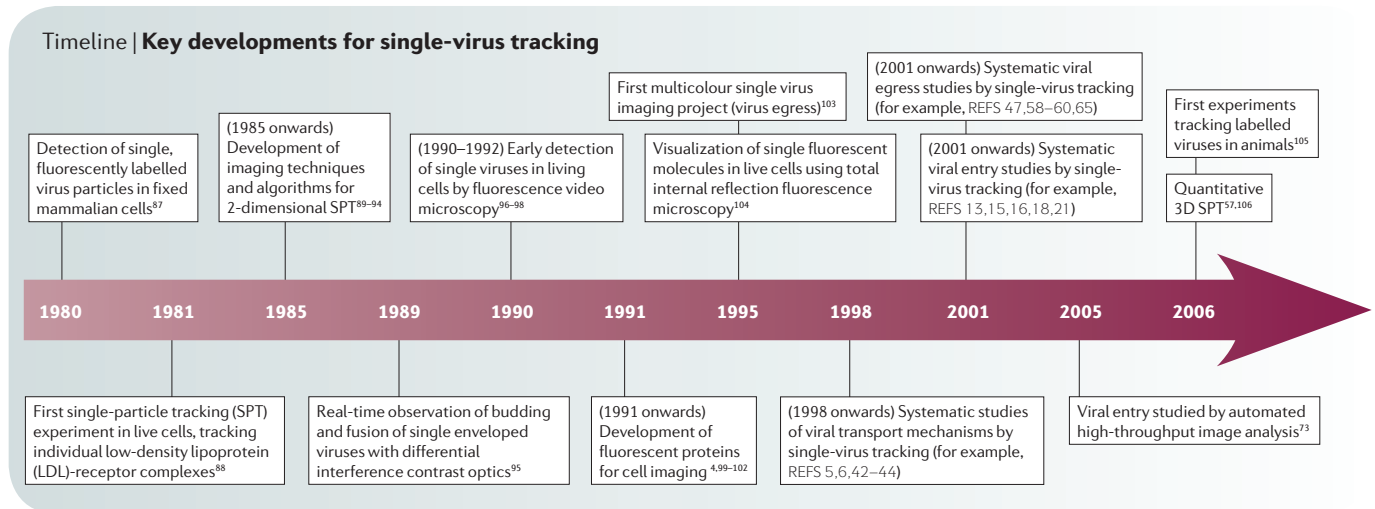 Timeline | Key developments for single-virus tracking
Detection of single,
fluorescently labelled
virus particles in fixed
mammalian cells87
(1985 onwards)
Development of
imaging techniques
and algorithms for
2-dimensional SPT89–94
(1990–1992) Early detection
of single viruses in living
cells by fluorescence video
microscopy96–98
First multicolour single virus
imaging project (virus egress)103
Visualization of single fluorescent
molecules in live cells using total
internal reflection fluorescence
microscopy104
(2001 onwards) Systematic viral
egress studies by single-virus tracking
(for example, REFS 47,58–60,65)
(2001 onwards) Systematic
viral entry studies by single-
virus tracking (for example,
REFS 13,15,16,18,21)
First experiments
tracking labelled
viruses in animals105
Quantitative
3D SPT57,106
1980 1981 1985 1989 1990 1991 1995 1998 2001 2005 2006
First single-particle tracking (SPT)
experiment in live cells, tracking
individual low-density lipoprotein
(LDL)-receptor complexes88
Real-time observation of budding
and fusion of single enveloped
viruses with differential
interference contrast optics95
(1991 onwards)
Development of
fluorescent proteins
for cell imaging 4,99–102
(1998 onwards) Systematic studies
of viral transport mechanisms by
single-virus tracking (for example,
REFS 5,6,42–44)
Viral entry studied by automated
high-throughput image analysis73